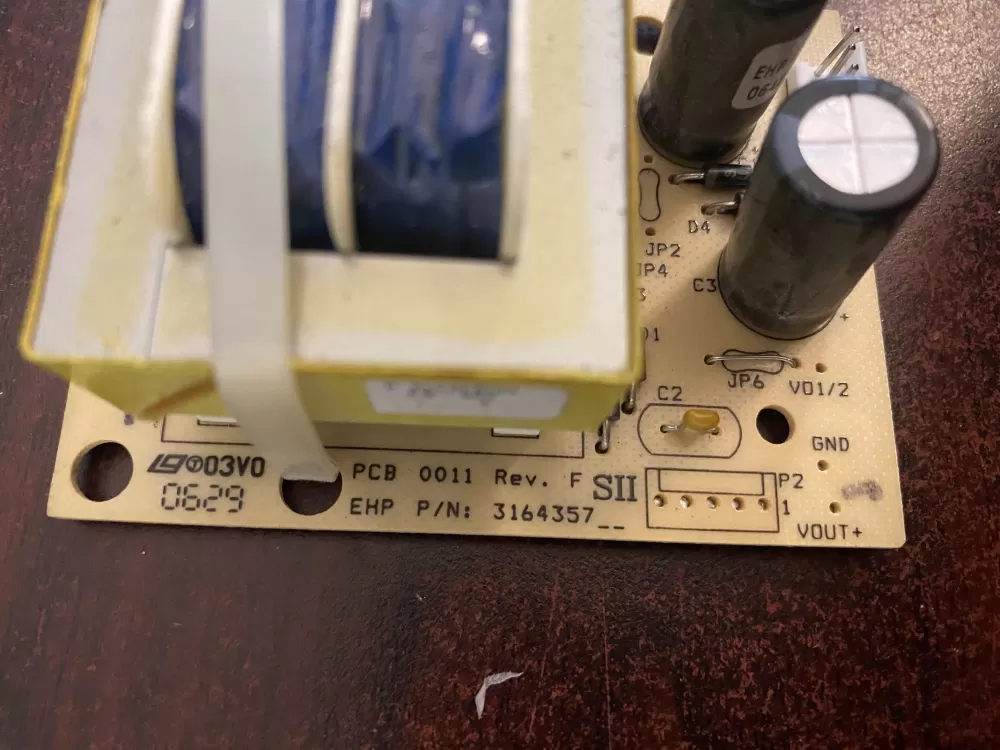 EHP
06
D4
JP2
JP4
C3
JP6
VO1/2
C2
GND
03V0
0629
PCB 0011 Rev. F
SII
P2
1
EHP P/N: 3164357__
VOUT+
+